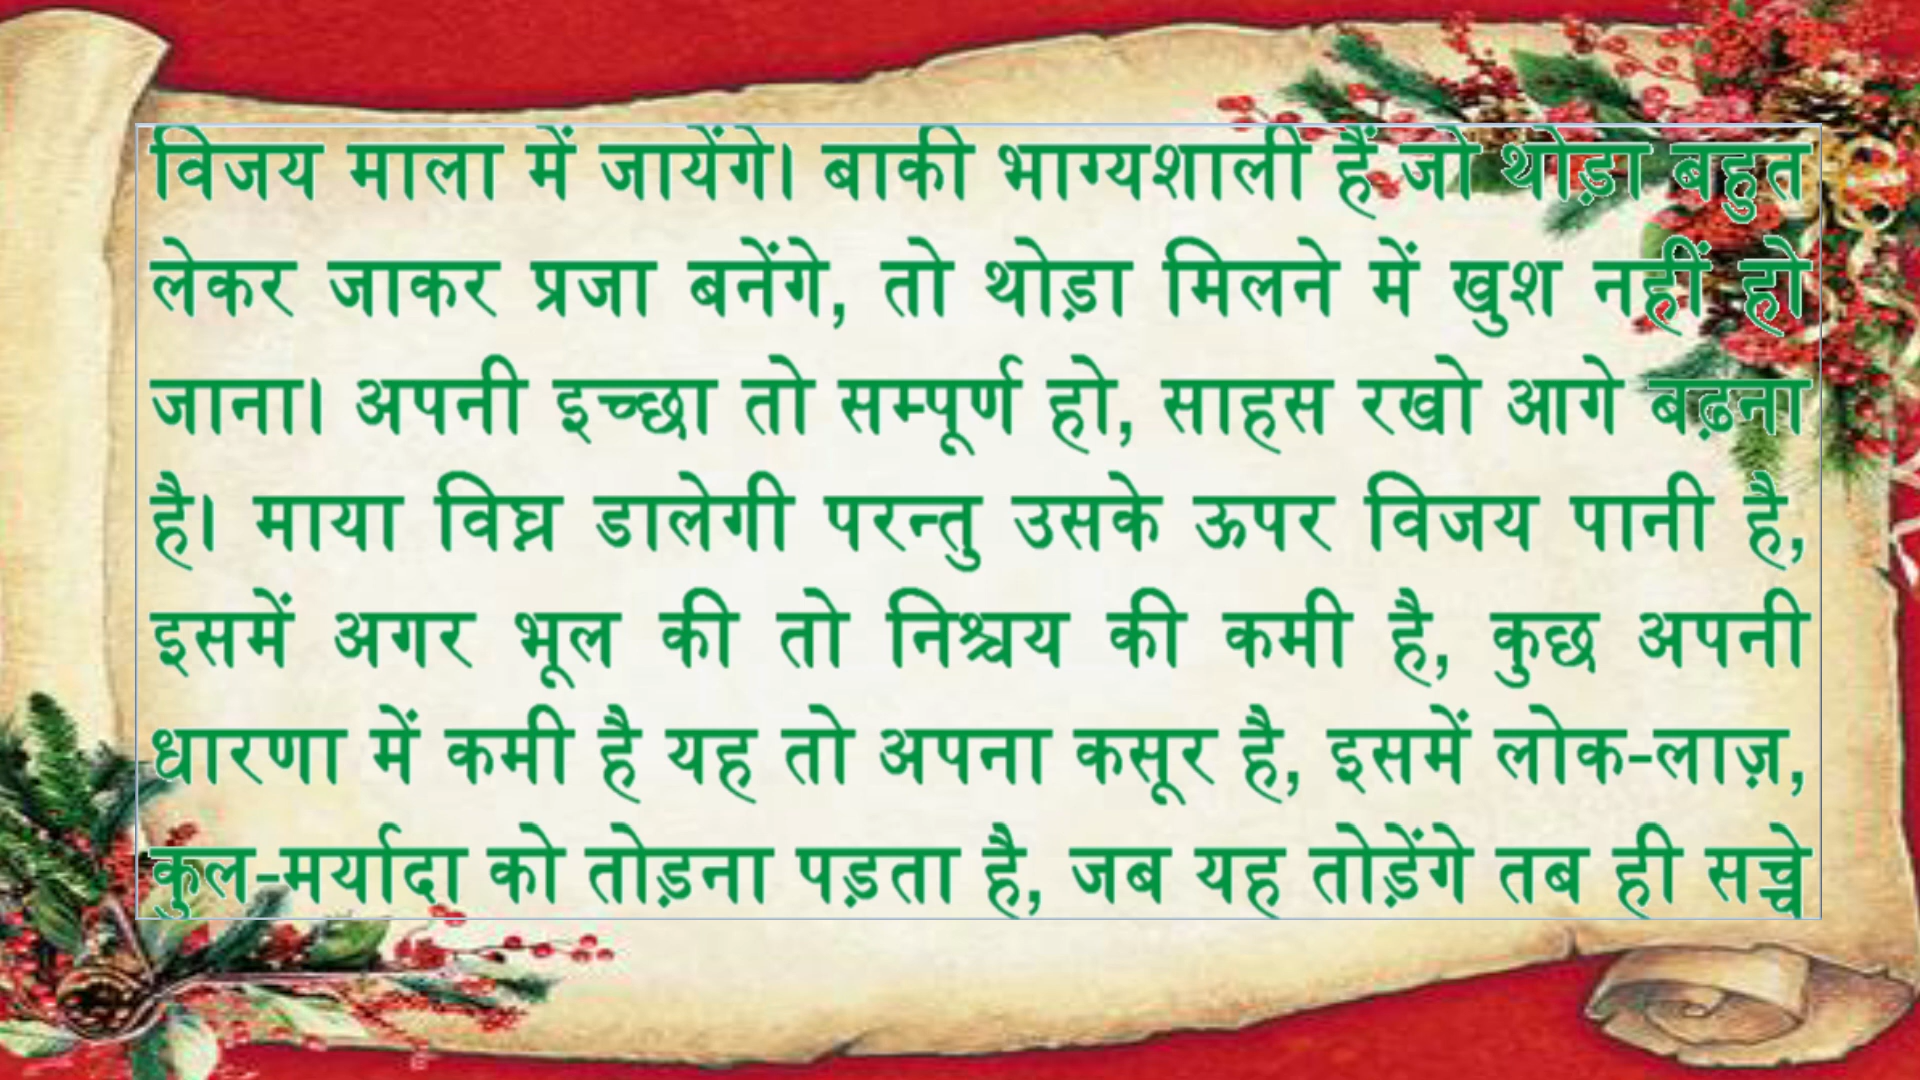 विजय माला में जायेंगे। बाकी भाग्यशाली हैं जो थोड़ा बहुत
लेकर जाकर प्रजा बनेंगे, तो थोड़ा मिलने में खुश नहीं हो
जाना। अपनी इच्छा तो सम्पूर्ण हो, साहस रखो आगे बढ़ना
है। माया विघ्न डालेगी परन्तु उसके ऊपर विजय पानी है,
इसमें अगर भूल की तो निश्चय की कमी है, कुछ अपनी
धारणा में कमी है यह तो अपना कसूर है, इसमें लोक-लाज़,
कुल-मर्यादा को तोड़ना पड़ता है, जब यह तोड़ेंगे तब ही सच्चे